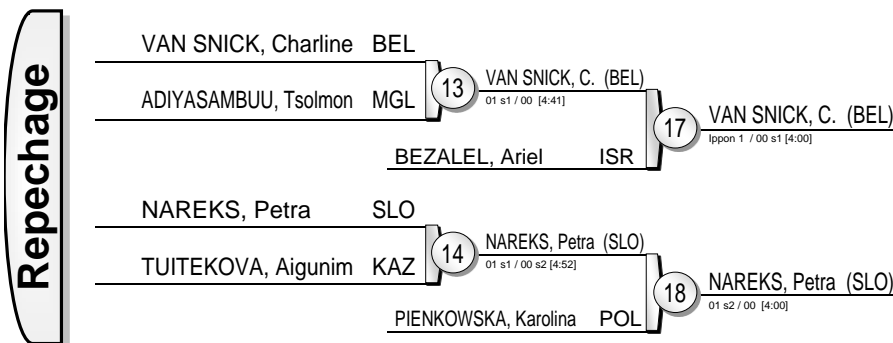 Repechage
VAN SNICK, Charline BEL
ADIYASAMBUU, Tsolmon MGL
13
VAN SNICK, C. (BEL)
01 s1 / 00 [4:41]
BEZALEL, Ariel ISR
17
VAN SNICK, C. (BEL)
Ippon 1 / 00 s1 [4:00]
NAREKS, Petra SLO
TUITEKOVA, Aigunim KAZ
14
NAREKS, Petra (SLO)
01 s1 / 00 s2 [4:52]
PIENKOWSKA, Karolina POL
18
NAREKS, Petra (SLO)
01 s2 / 00 [4:00]